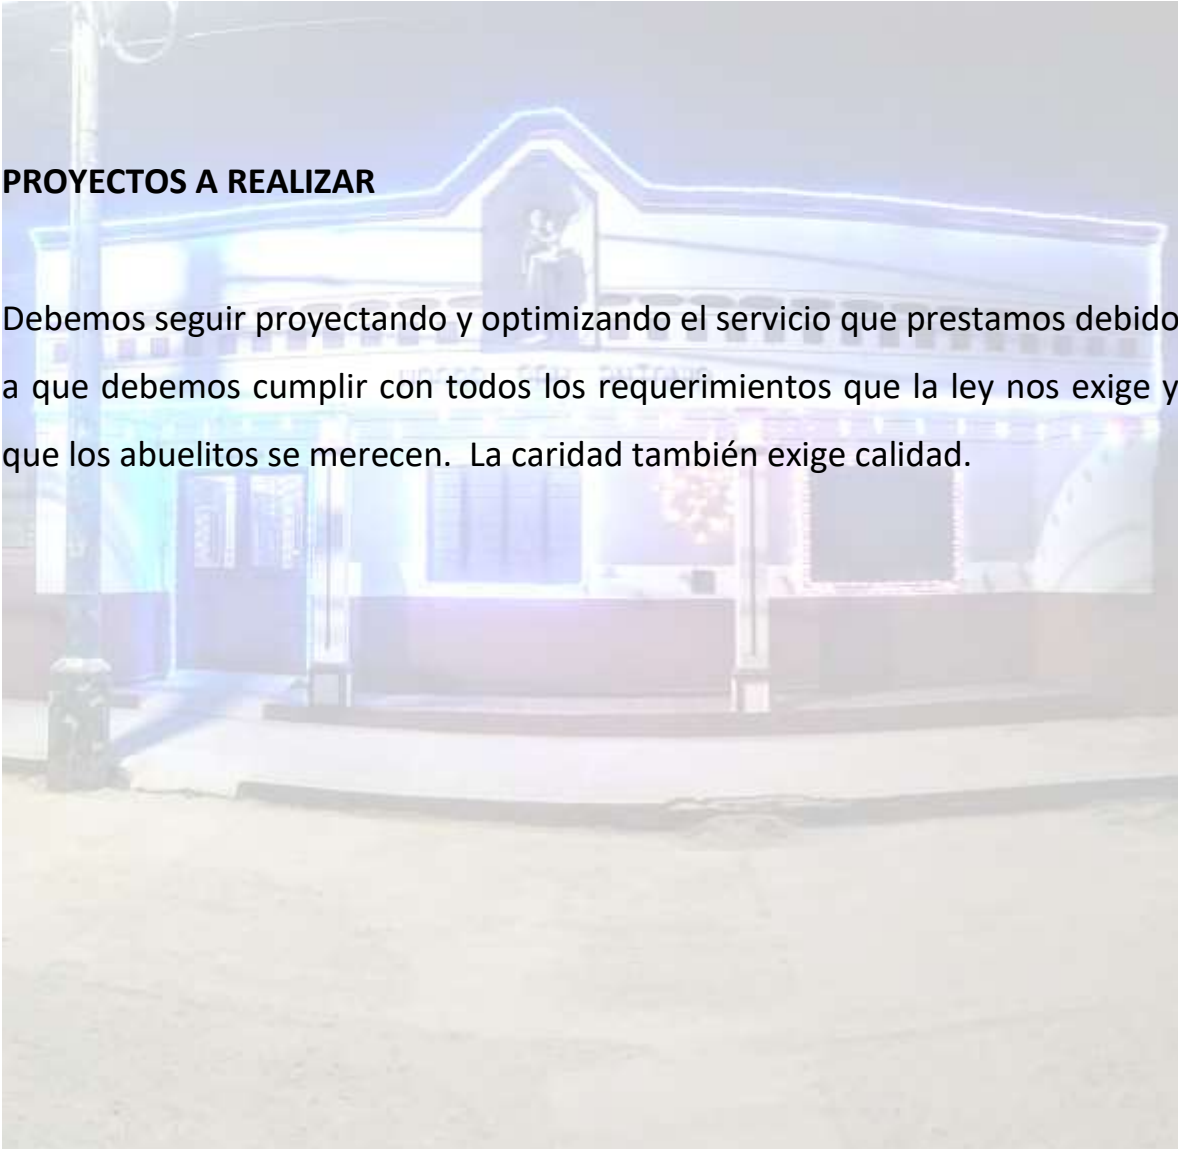 PROYECTOS A REALIZAR
Debemos seguir proyectando y optimizando el servicio que prestamos debido
a que debemos cumplir con todos los requerimientos que la ley nos exige y
que los abuelitos se merecen.  La caridad también exige calidad.